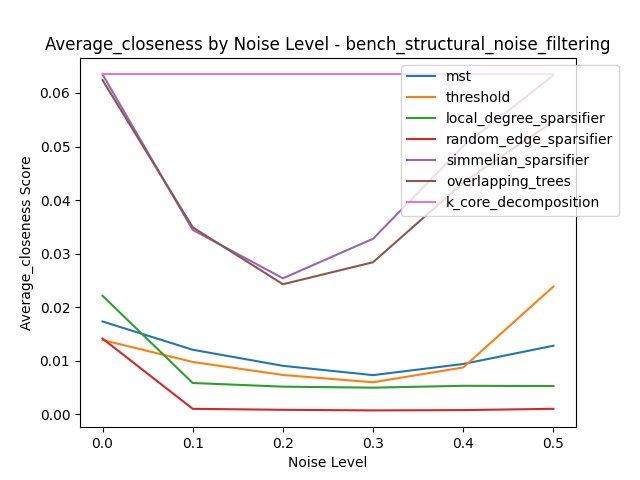 Average_closeness by Noise Level - bench_structural_noise_filtering
Average_closeness Score
0.06
0.05
0.04
0.03
0.02
0.01
0.00
mst
threshold
local_degree_sparsifier
random_edge_sparsifier
simmelian_sparsifier
overlapping_trees
k_core_decomposition
0.0 0.1 0.2 0.3 0.4 0.5
Noise Level